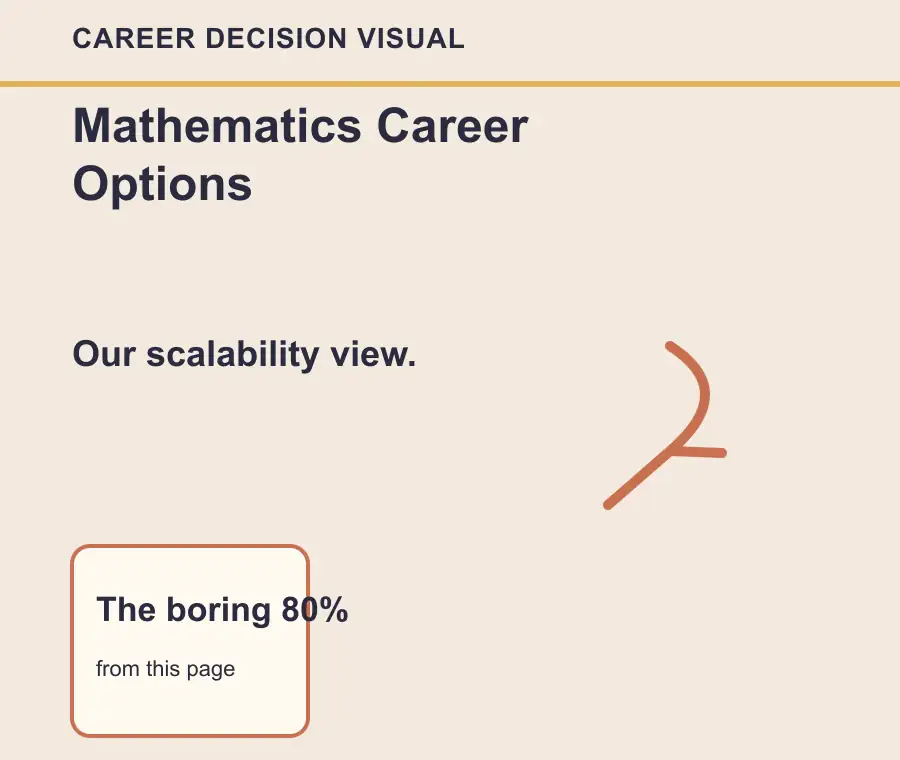 CAREER DECISION VISUAL
Mathematics Career
Options
Our scalability view.
The boring 80%
from this page